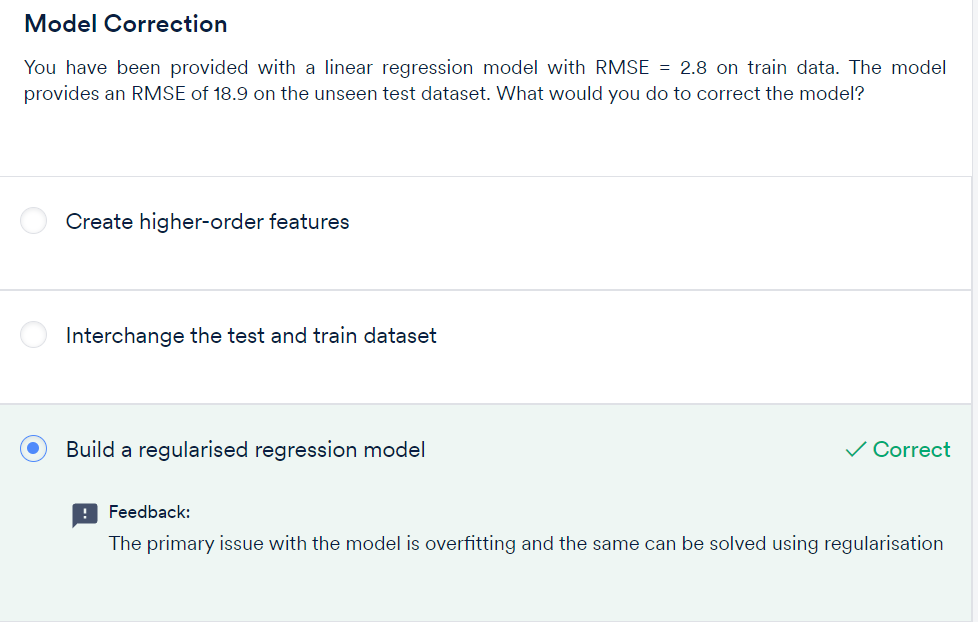 Model Correction
You have been provided with a linear regression model with RMSE = 2.8 on train data. The model
provides an RMSE of 18.9 on the unseen test dataset. What would you do to correct the model?
Create higher-order features
Interchange the test and train dataset
Build a regularised regression model
Correct
Feedback:
The primary issue with the model is overfitting and the same can be solved using regularisation